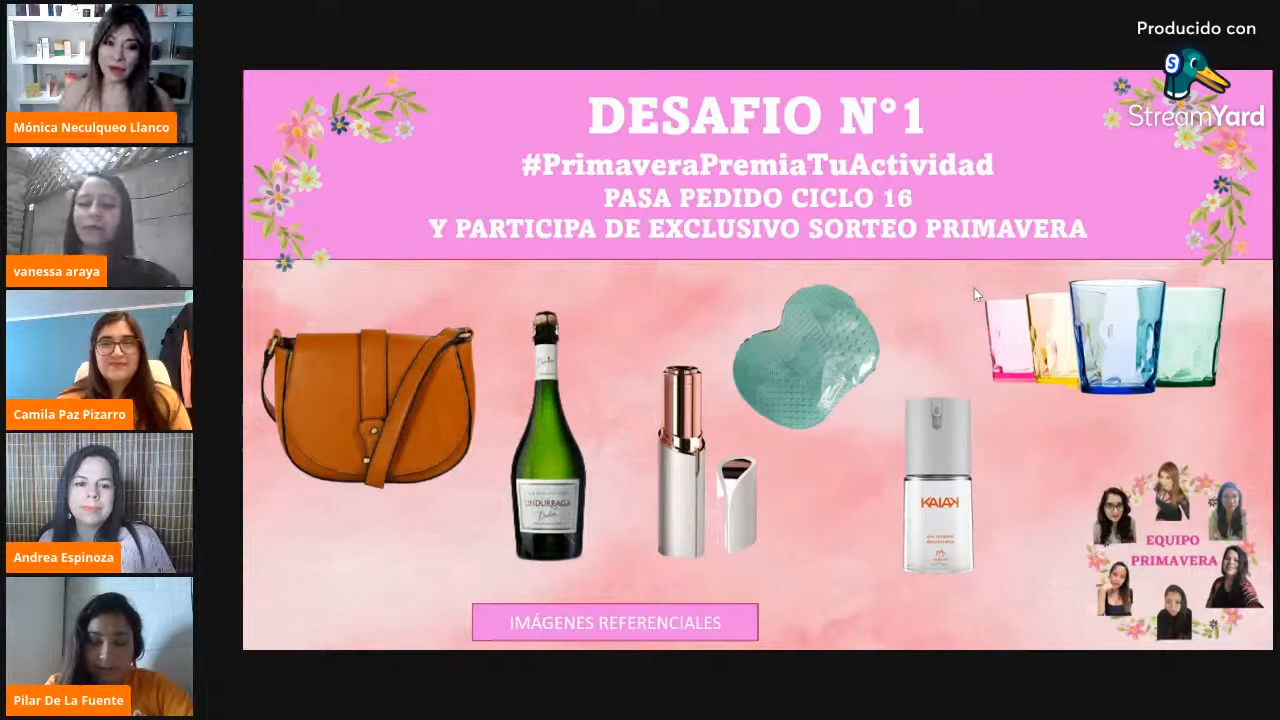 Mónica Neculqueo Llanco
vanessa araya
Camila Paz Pizarro
Andrea Espinoza
Pilar De La Fuente
Producido con
S
StreamYard
DESAFIO N°1
#PrimaveraPremiaTuActividad
PASA PEDIDO CICLO 16
Y PARTICIPA DE EXCLUSIVO SORTEO PRIMAVERA
UNDURRAGA
KAIAK
EQUIPO
PRIMAVERA
IMÁGENES REFERENCIALES